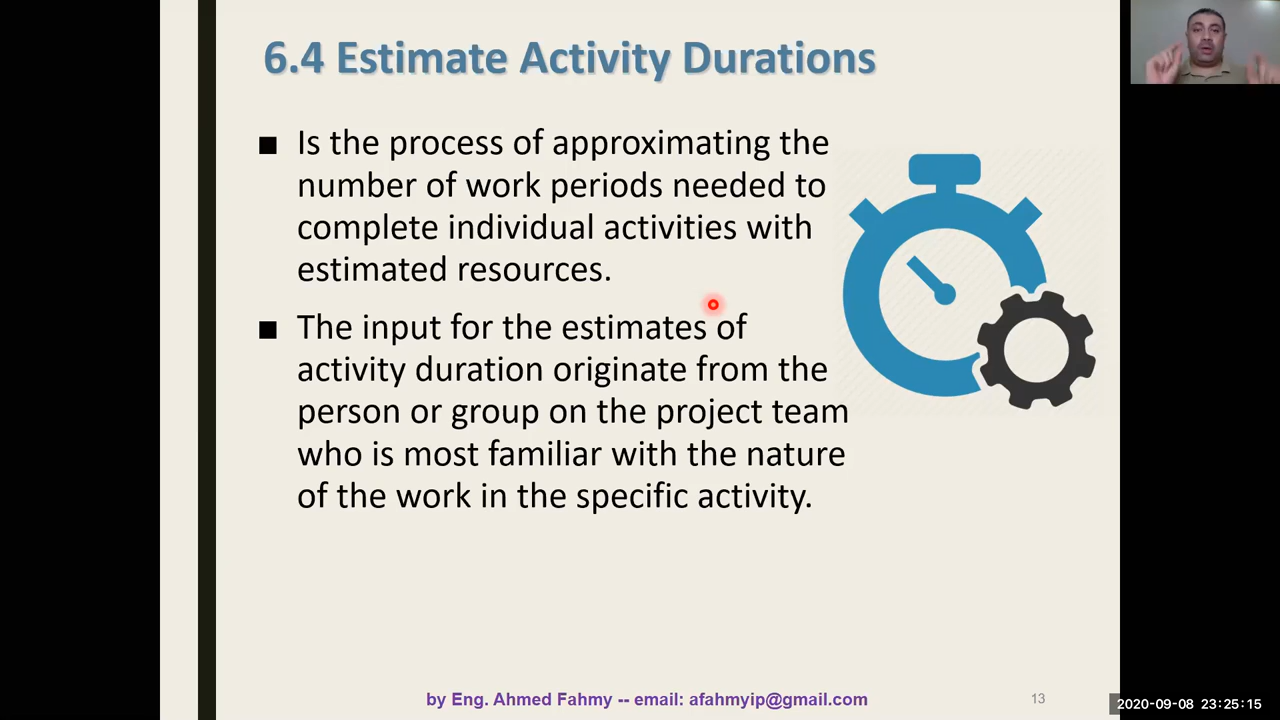 6.4 Estimate Activity Durations
■ Is the process of approximating the
number of work periods needed to
complete individual activities with
estimated resources.
■ The input for the estimates of
activity duration originate from the
person or group on the project team
who is most familiar with the nature
of the work in the specific activity.
by Eng. Ahmed Fahmy -- email: afahmyip@gmail.com
13
2020-09-08 23:25:15